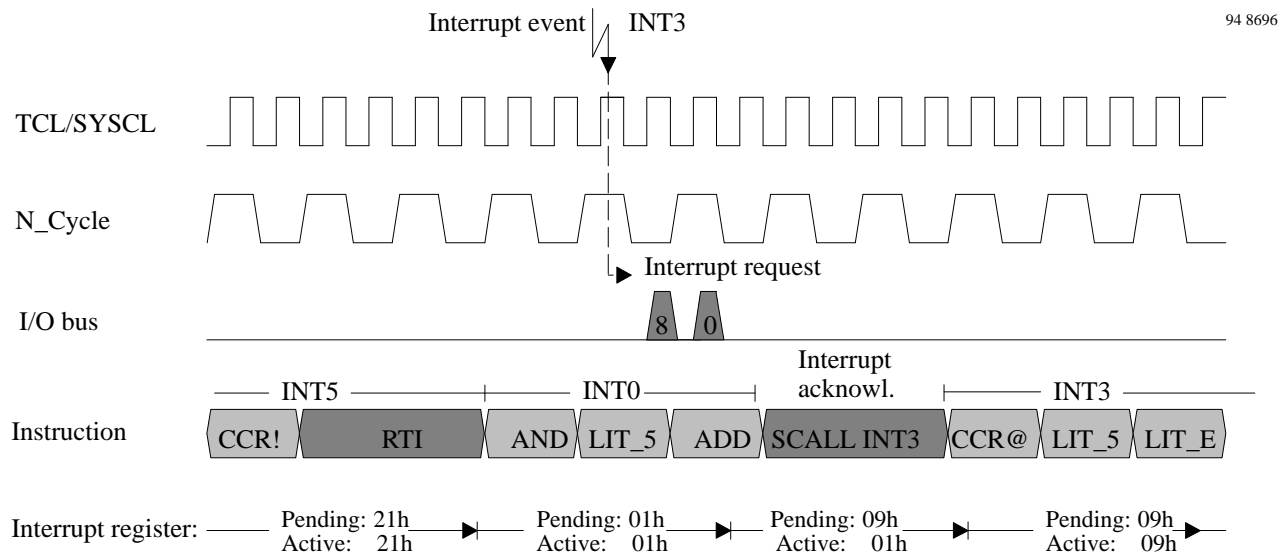 Interrupt event INT3
94 8696
TCL/SYSCL
N_Cycle
Interrupt request
I/O bus
8 0
Interrupt
acknowl.
INT5 INT0 INT3
Instruction
CCR! RTI AND LIT_5 ADD SCALL INT3 CCR@ LIT_5 LIT_E
Interrupt register:
Pending: 21h Pending: 01h Pending: 09h Pending: 09h
Active: 21h Active: 01h Active: 01h Active: 09h